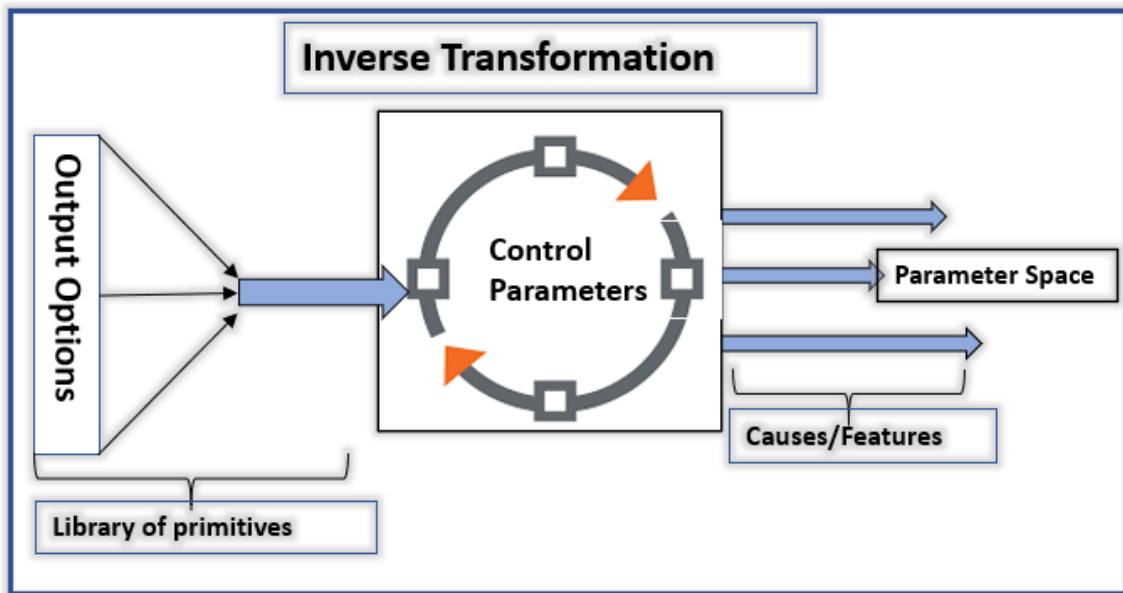 Inverse Transformation
Output Options
Control
Parameters
Parameter Space
Causes/Features
Library of primitives